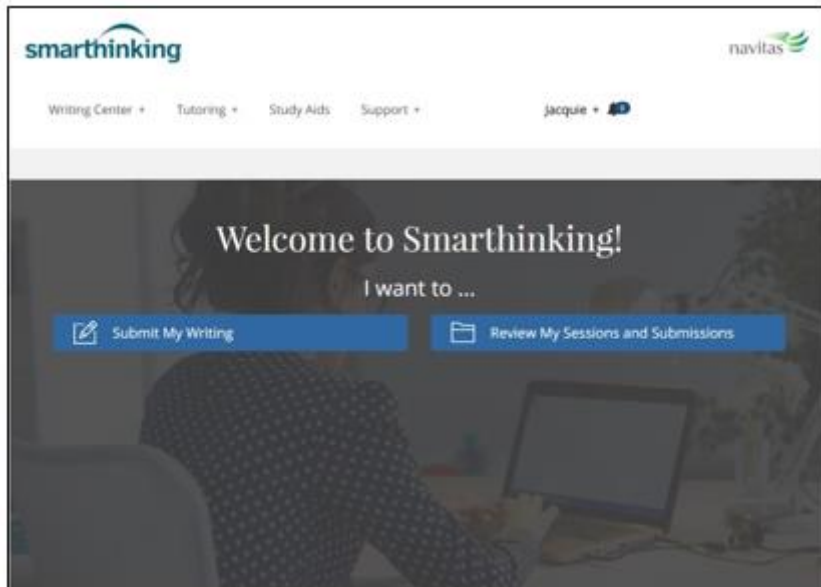 smarthinking
navitas
Writing Center + Tutoring + Study Aids Support + Jacquie +
Welcome to Smarthinking!
I want to ...
Submit My Writing
Review My Sessions and Submissions